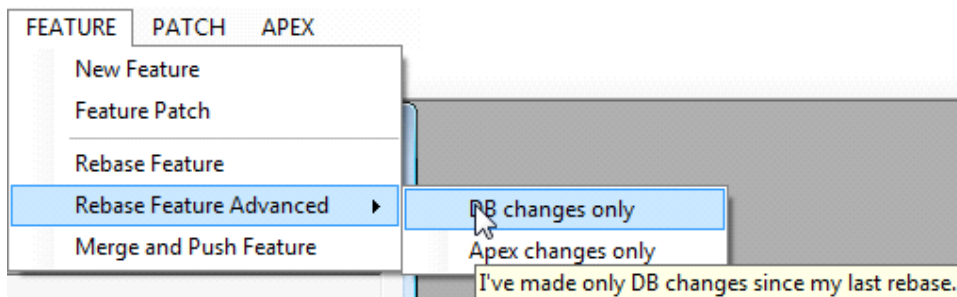 FEATURE PATCH APEX
New Feature
Feature Patch
Rebase Feature
Rebase Feature Advanced
DB changes only
Merge and Push Feature
Apex changes only
I've made only DB changes since my last rebase.